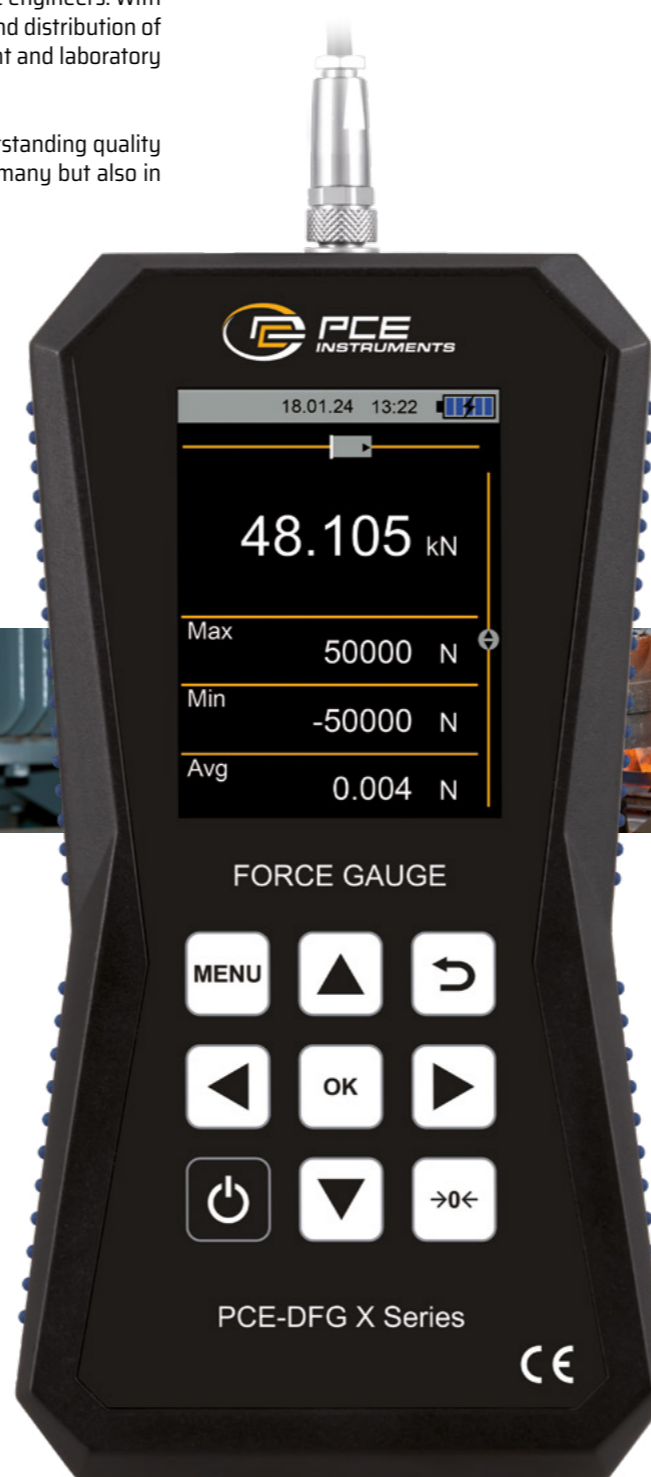 engineers. With
nd distribution of
nt and laboratory
tstanding quality
many but also in
PCE
INSTRUMENTS
18.01.24 13:22
48.105 kN
Max 50000 N
Min -50000 N
Avg 0.004 N
FORCE GAUGE
MENU
OK
→0←
PCE-DFG X Series
CE